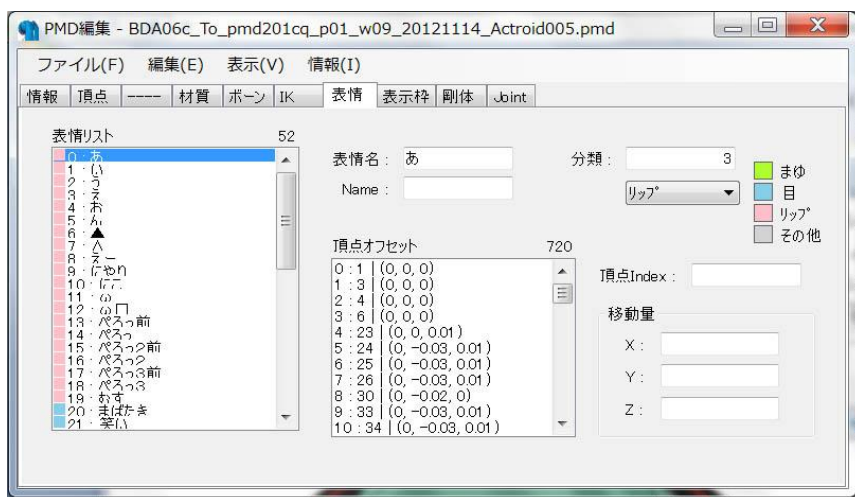 PMD編集 - BDA06c_To_pmd201cq_p01_w09_20121114_Actroid005.pmd
ファイル(F) 編集(E) 表示(V) 情報(I)
情報 頂点 ---- 材質 ボーン IK 表情 表示枠 剛体 Joint
表情リスト 52
0 : あ
1 : い
2 : う
3 : え
4 : お
5 : ん
6 : ▲
7 : ∧
8 : えー
9 : にやり
10 : にこ
11 : ω
12 : ω口
13 : ぺろっ前
14 : ぺろっ
15 : ぺろっ2前
16 : ぺろっ2
17 : ぺろっ3前
18 : ぺろっ3
19 : おす
20 : まばたき
21 : 笑い
表情名 : あ
Name :
分類 : 3
リップ
まゆ
目
リップ
その他
頂点オフセット 720
0 : 1 | (0, 0, 0)
1 : 3 | (0, 0, 0)
2 : 4 | (0, 0, 0)
3 : 6 | (0, 0, 0)
4 : 23 | (0, 0, 0.01)
5 : 24 | (0, -0.03, 0.01)
6 : 25 | (0, -0.03, 0.01)
7 : 26 | (0, -0.03, 0.01)
8 : 30 | (0, -0.02, 0)
9 : 33 | (0, -0.03, 0.01)
10 : 34 | (0, -0.03, 0.01)
頂点Index :
移動量
X :
Y :
Z :